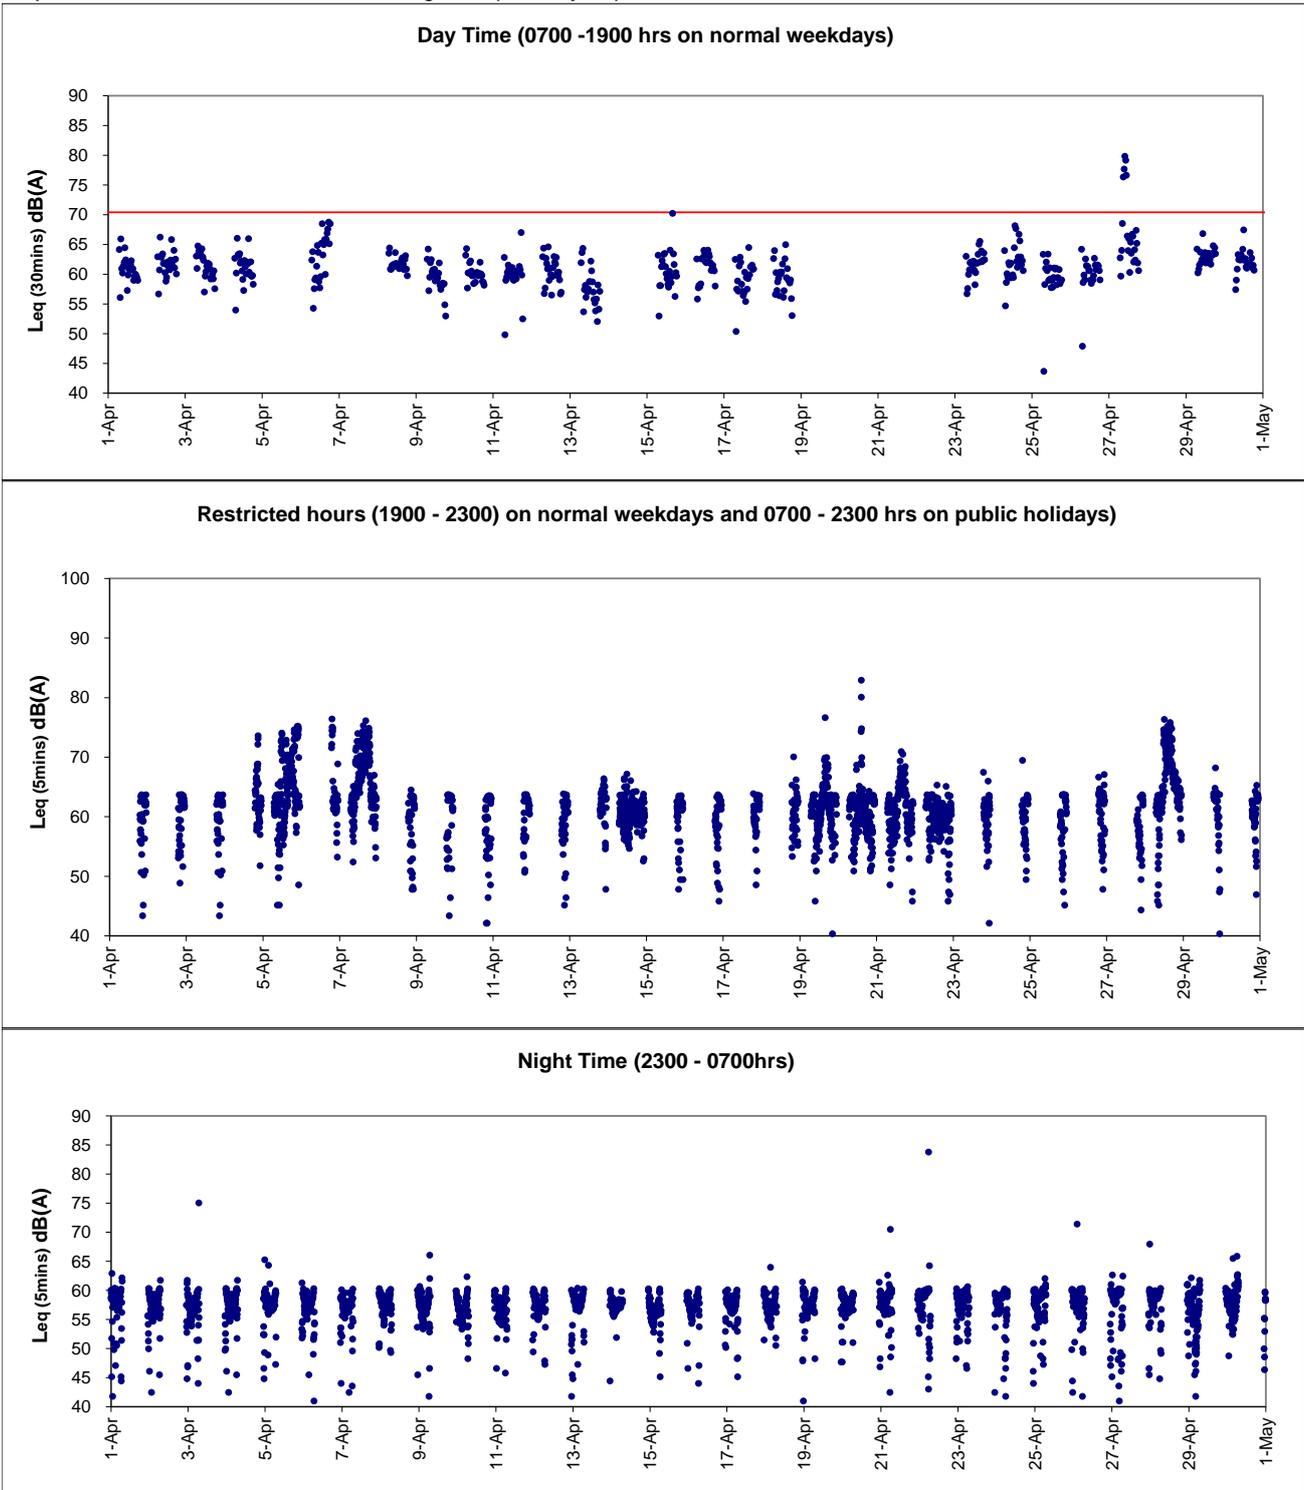 Day Time (0700 -1900 hrs on normal weekdays)
Leq (30mins) dB(A)
90
85
80
75
70
65
60
55
50
45
40
1-Apr
3-Apr
5-Apr
7-Apr
9-Apr
11-Apr
13-Apr
15-Apr
17-Apr
19-Apr
21-Apr
23-Apr
25-Apr
27-Apr
29-Apr
1-May
Restricted hours (1900 - 2300) on normal weekdays and 0700 - 2300 hrs on public holidays)
Leq (5mins) dB(A)
100
90
80
70
60
50
40
1-Apr
3-Apr
5-Apr
7-Apr
9-Apr
11-Apr
13-Apr
15-Apr
17-Apr
19-Apr
21-Apr
23-Apr
25-Apr
27-Apr
29-Apr
1-May
Night Time (2300 - 0700hrs)
Leq (5mins) dB(A)
90
85
80
75
70
65
60
55
50
45
40
1-Apr
3-Apr
5-Apr
7-Apr
9-Apr
11-Apr
13-Apr
15-Apr
17-Apr
19-Apr
21-Apr
23-Apr
25-Apr
27-Apr
29-Apr
1-May